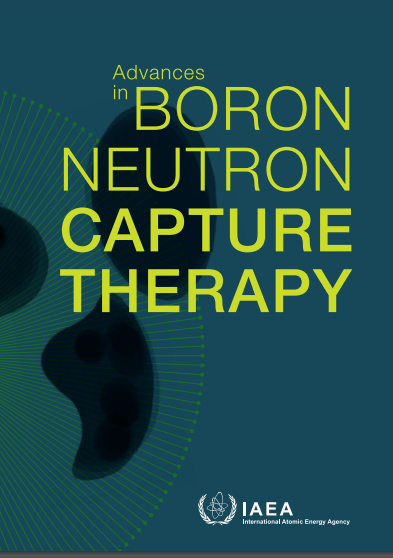 Advances
in BORON
NEUTRON
CAPTURE
THERAPY
IAEA
International Atomic Energy Agency